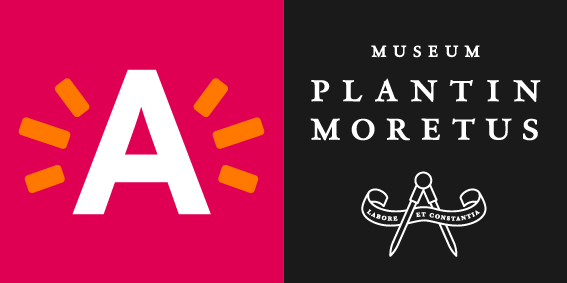 A
MUSEUM
PLANTIN
MORETUS
LABORE ET CONSTANTIA